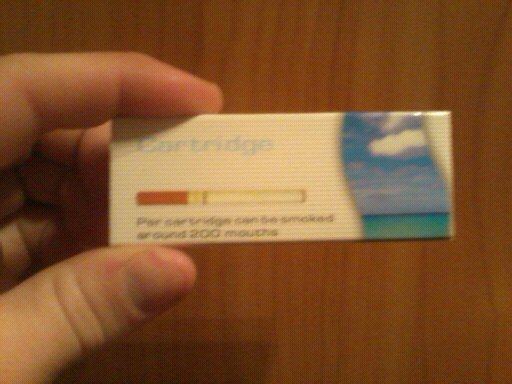 Cartridge
Per cartridge can be smoked
around 200 mouths